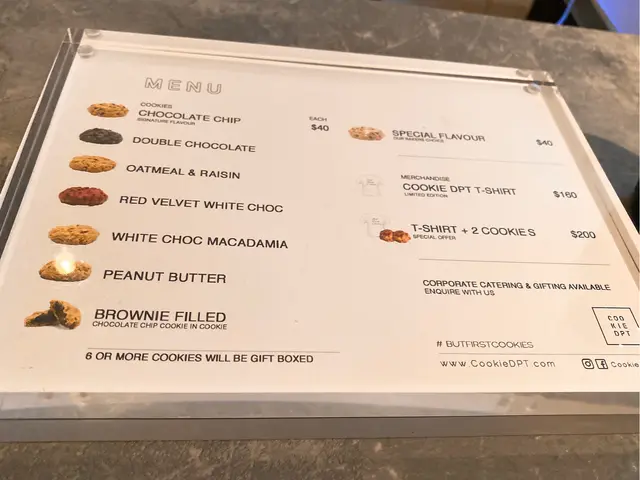 MENU
COOKIES
CHOCOLATE CHIP
SIGNATURE FLAVOUR
EACH
$40
DOUBLE CHOCOLATE
OATMEAL & RAISIN
RED VELVET WHITE CHOC
WHITE CHOC MACADAMIA
PEANUT BUTTER
BROWNIE FILLED
CHOCOLATE CHIP COOKIE IN COOKIE
6 OR MORE COOKIES WILL BE GIFT BOXED
SPECIAL FLAVOUR $40
OUR BAKERS CHOICE
MERCHANDISE
COOKIE DPT T-SHIRT $160
LIMITED EDITION
T-SHIRT + 2 COOKIES $200
SPECIAL OFFER
CORPORATE CATERING & GIFTING AVAILABLE
ENQUIRE WITH US
COO
KIE
DPT
# BUTFIRSTCOOKIES
www.CookieDPT.com
Cookie